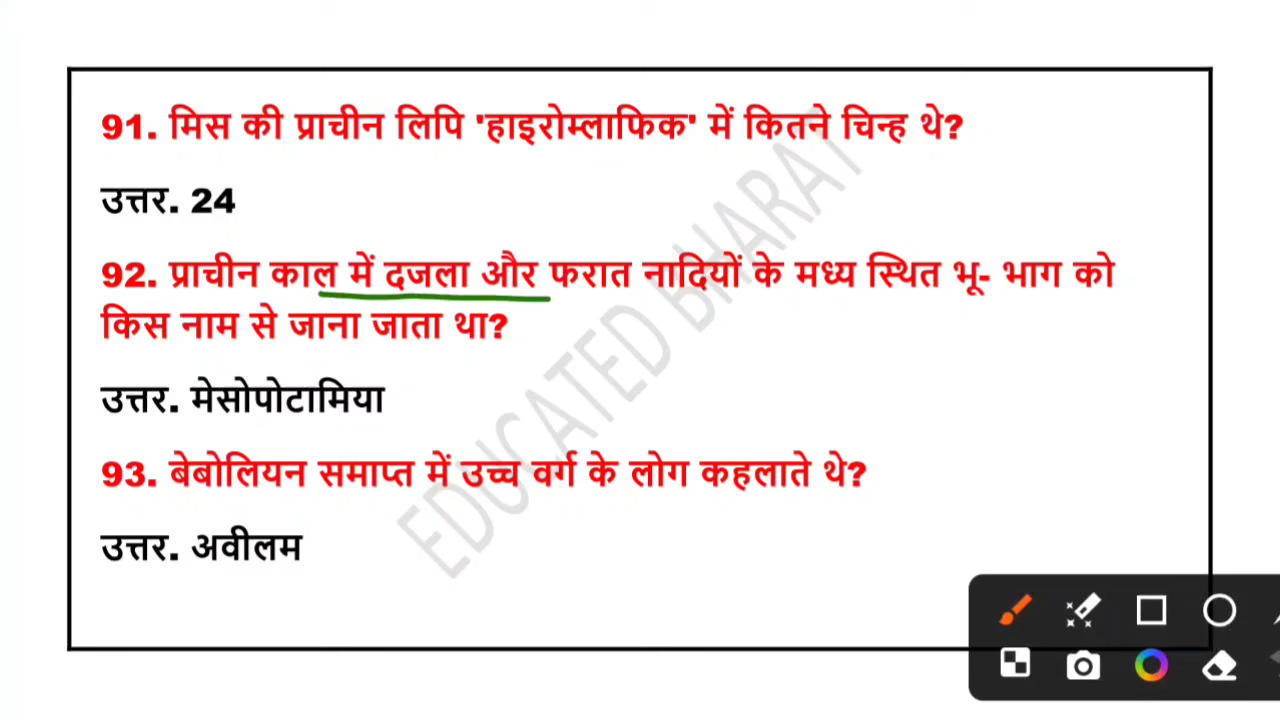 91. मिस की प्राचीन लिपि 'हाइरोम्लाफिक' में कितने चिन्ह थे?
उत्तर. 24
92. प्राचीन काल में दजला और फरात नादियों के मध्य स्थित भू- भाग को
किस नाम से जाना जाता था?
उत्तर. मेसोपोटामिया
93. बेबोलियन समाप्त में उच्च वर्ग के लोग कहलाते थे?
उत्तर. अवीलम
EDUCATED BHARAT